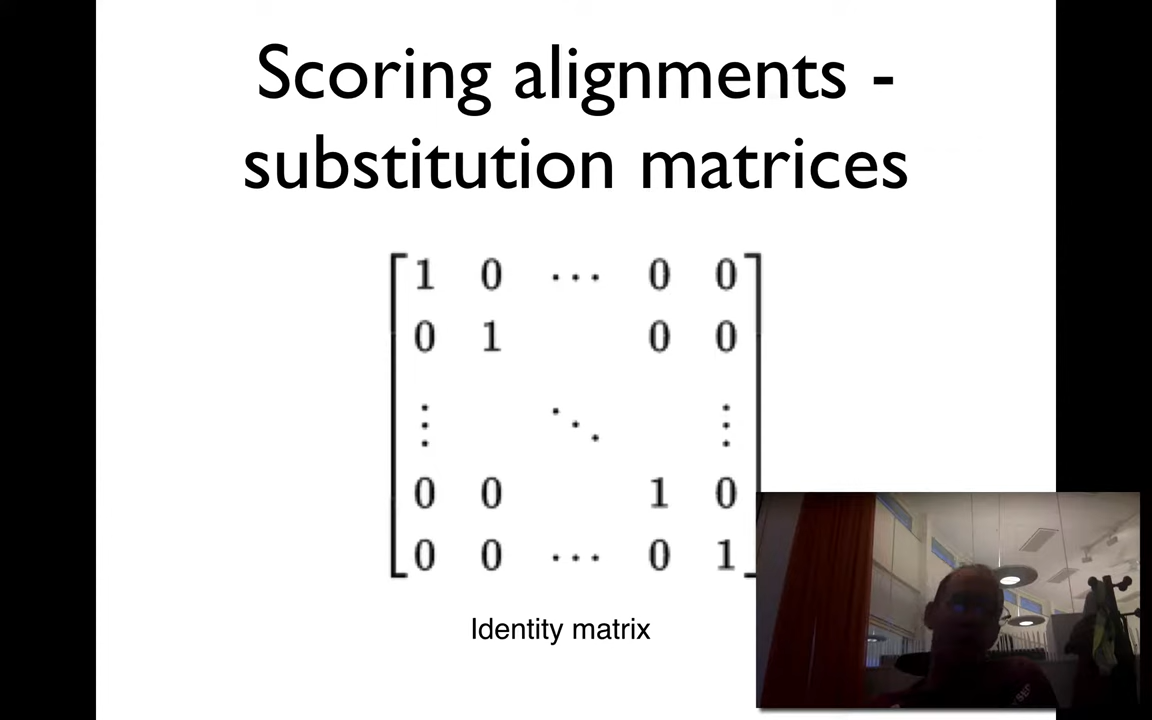 Scoring alignments -
substitution matrices
1 0 ⋯ 0 0
0 1 0 0
⋮ ⋱ ⋮
0 0 1 0
0 0 ⋯ 0 1
Identity matrix